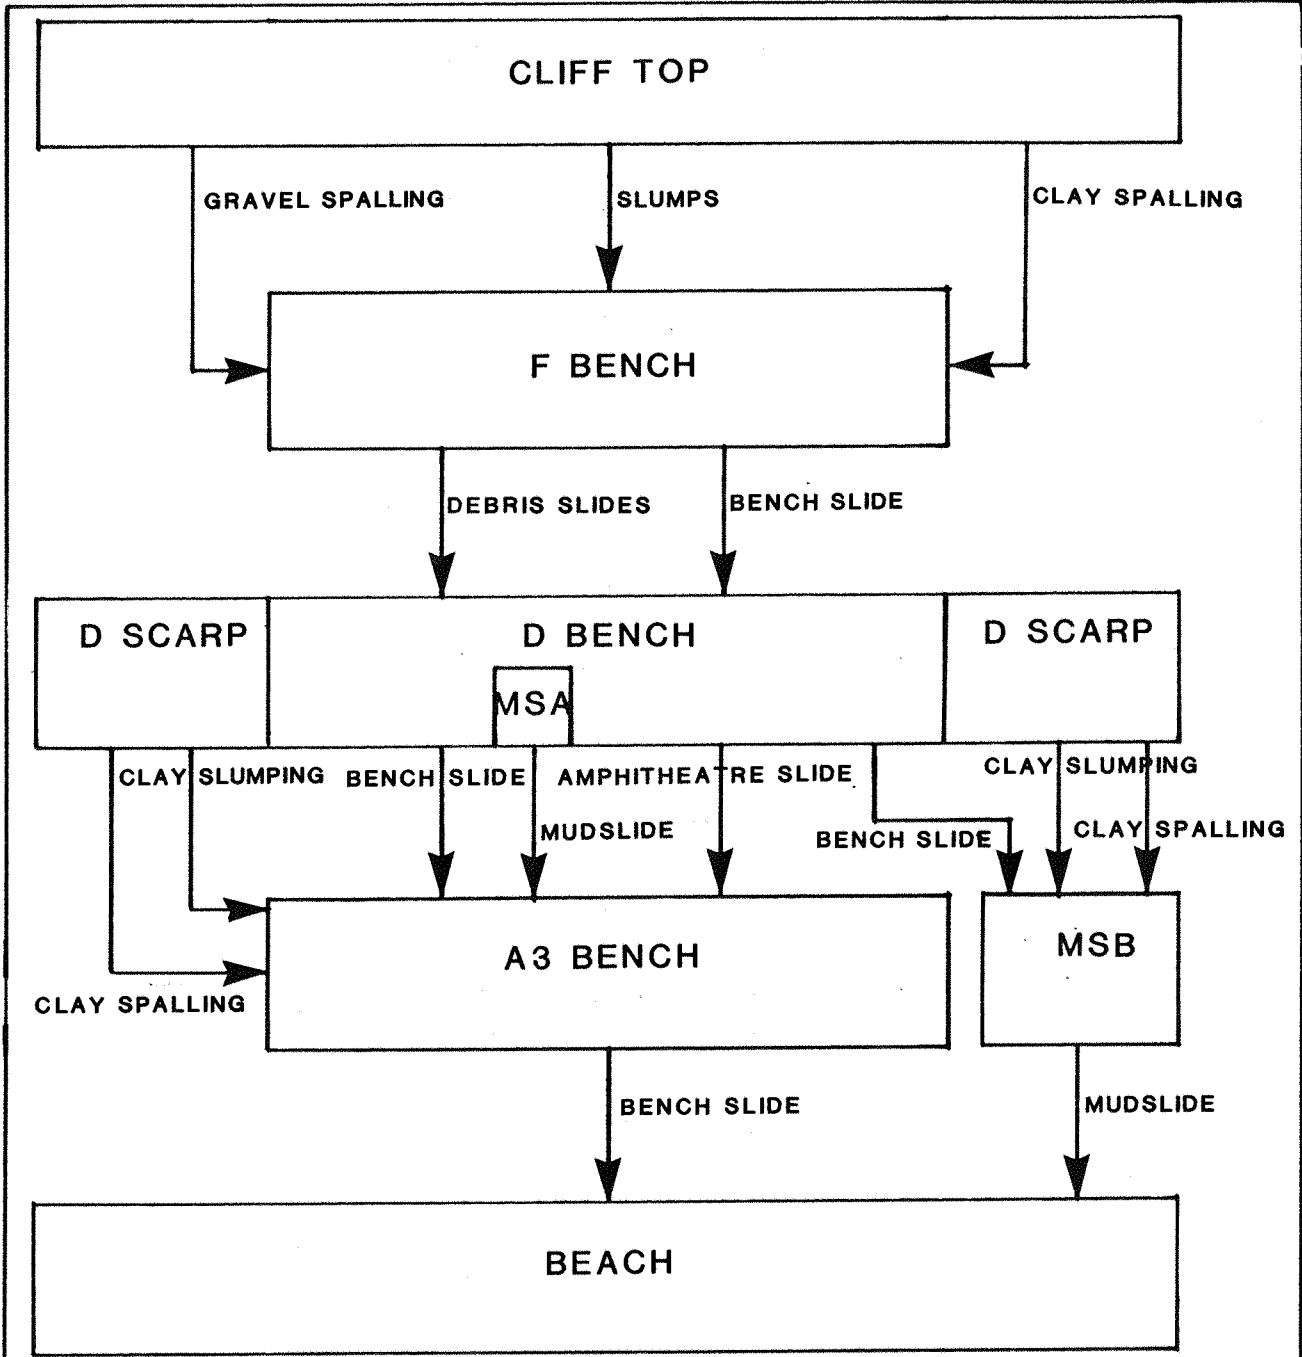 CLIFF TOP
GRAVEL SPALLING
SLUMPS
CLAY SPALLING
F BENCH
DEBRIS SLIDES
BENCH SLIDE
D SCARP
D BENCH
D SCARP
MSA
CLAY SLUMPING
BENCH SLIDE
AMPHITHEATRE SLIDE
CLAY SLUMPING
MUDSLIDE
BENCH SLIDE
CLAY SPALLING
A3 BENCH
MSB
CLAY SPALLING
BENCH SLIDE
MUDSLIDE
BEACH